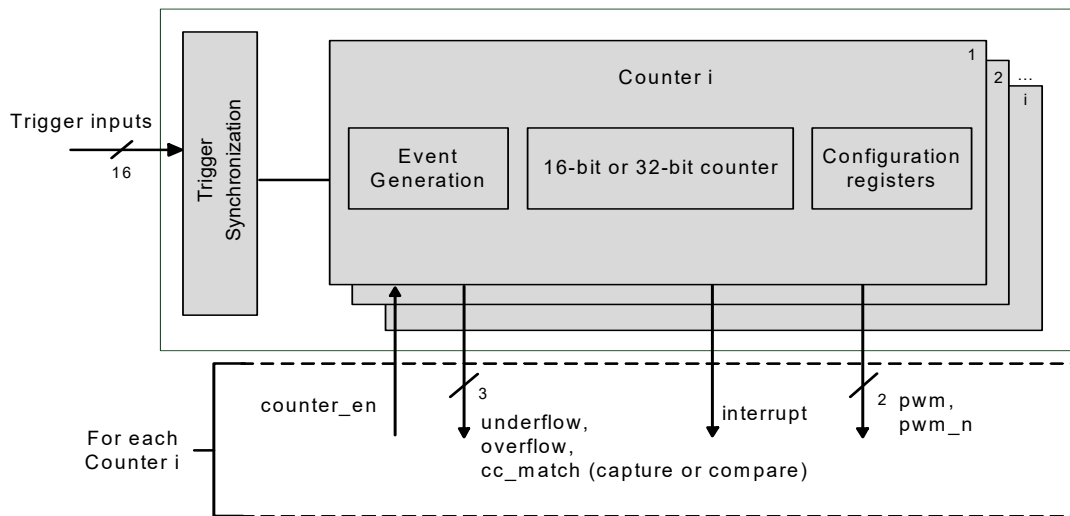 1
Counter i
2
...
i
Trigger inputs
16
Trigger
Synchronization
Event
Generation
16-bit or 32-bit counter
Configuration
registers
For each
Counter i
counter_en
3
underflow,
overflow,
cc_match (capture or compare)
interrupt
2
pwm,
pwm_n